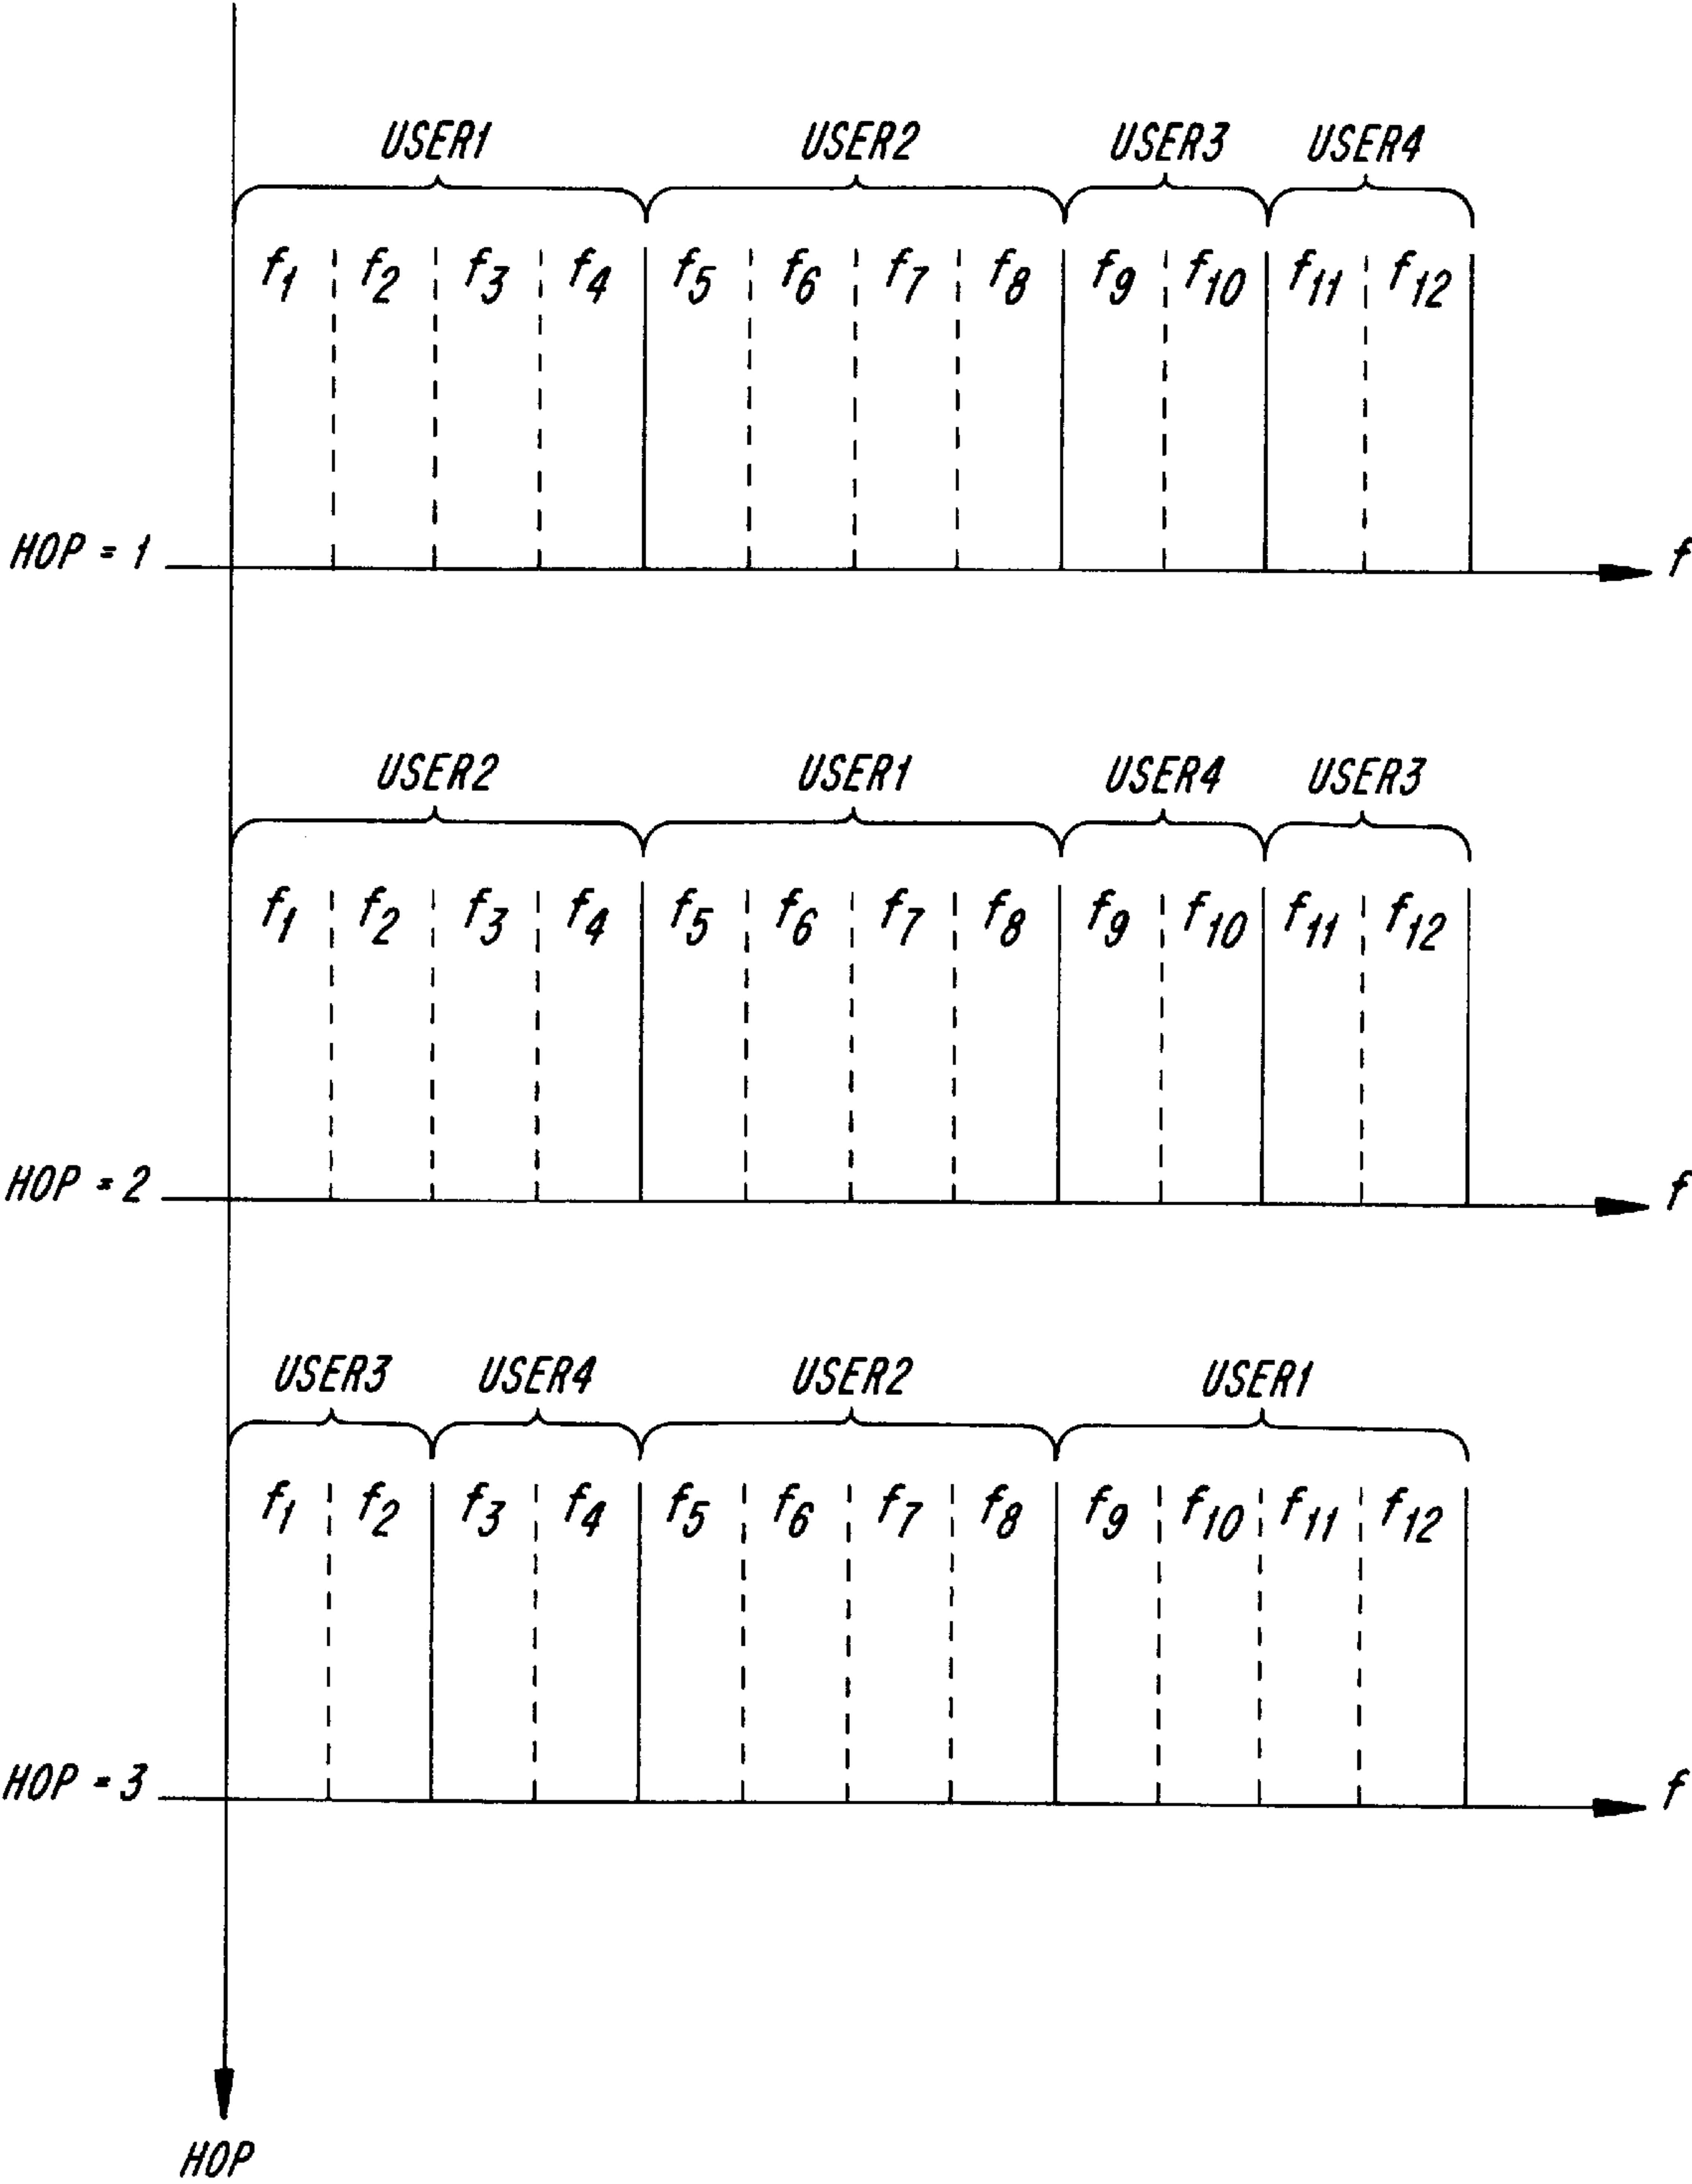 USER1 USER2 USER3 USER4
f1 f2 f3 f4 f5 f6 f7 f8 f9 f10 f11 f12
HOP = 1 f
USER2 USER1 USER4 USER3
f1 f2 f3 f4 f5 f6 f7 f8 f9 f10 f11 f12
HOP = 2 f
USER3 USER4 USER2 USER1
f1 f2 f3 f4 f5 f6 f7 f8 f9 f10 f11 f12
HOP = 3 f
HOP